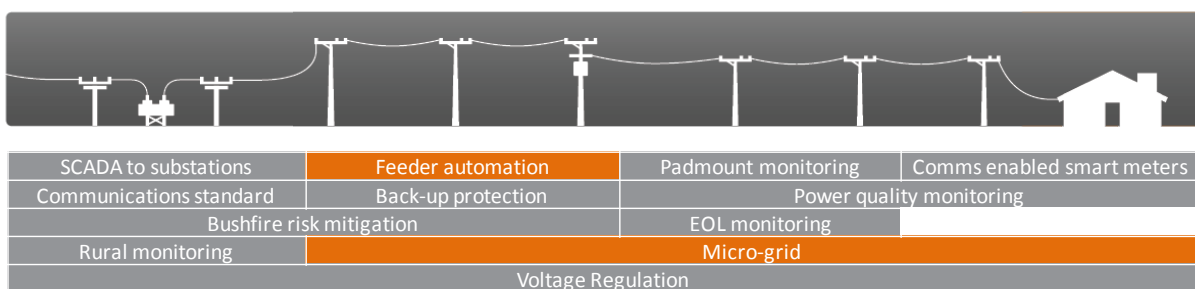 SCADA to substations Feeder automation Padmount monitoring Comms enabled smart meters
Communications standard Back-up protection Power quality monitoring
Bushfire risk mitigation EOL monitoring
Rural monitoring Micro-grid
Voltage Regulation